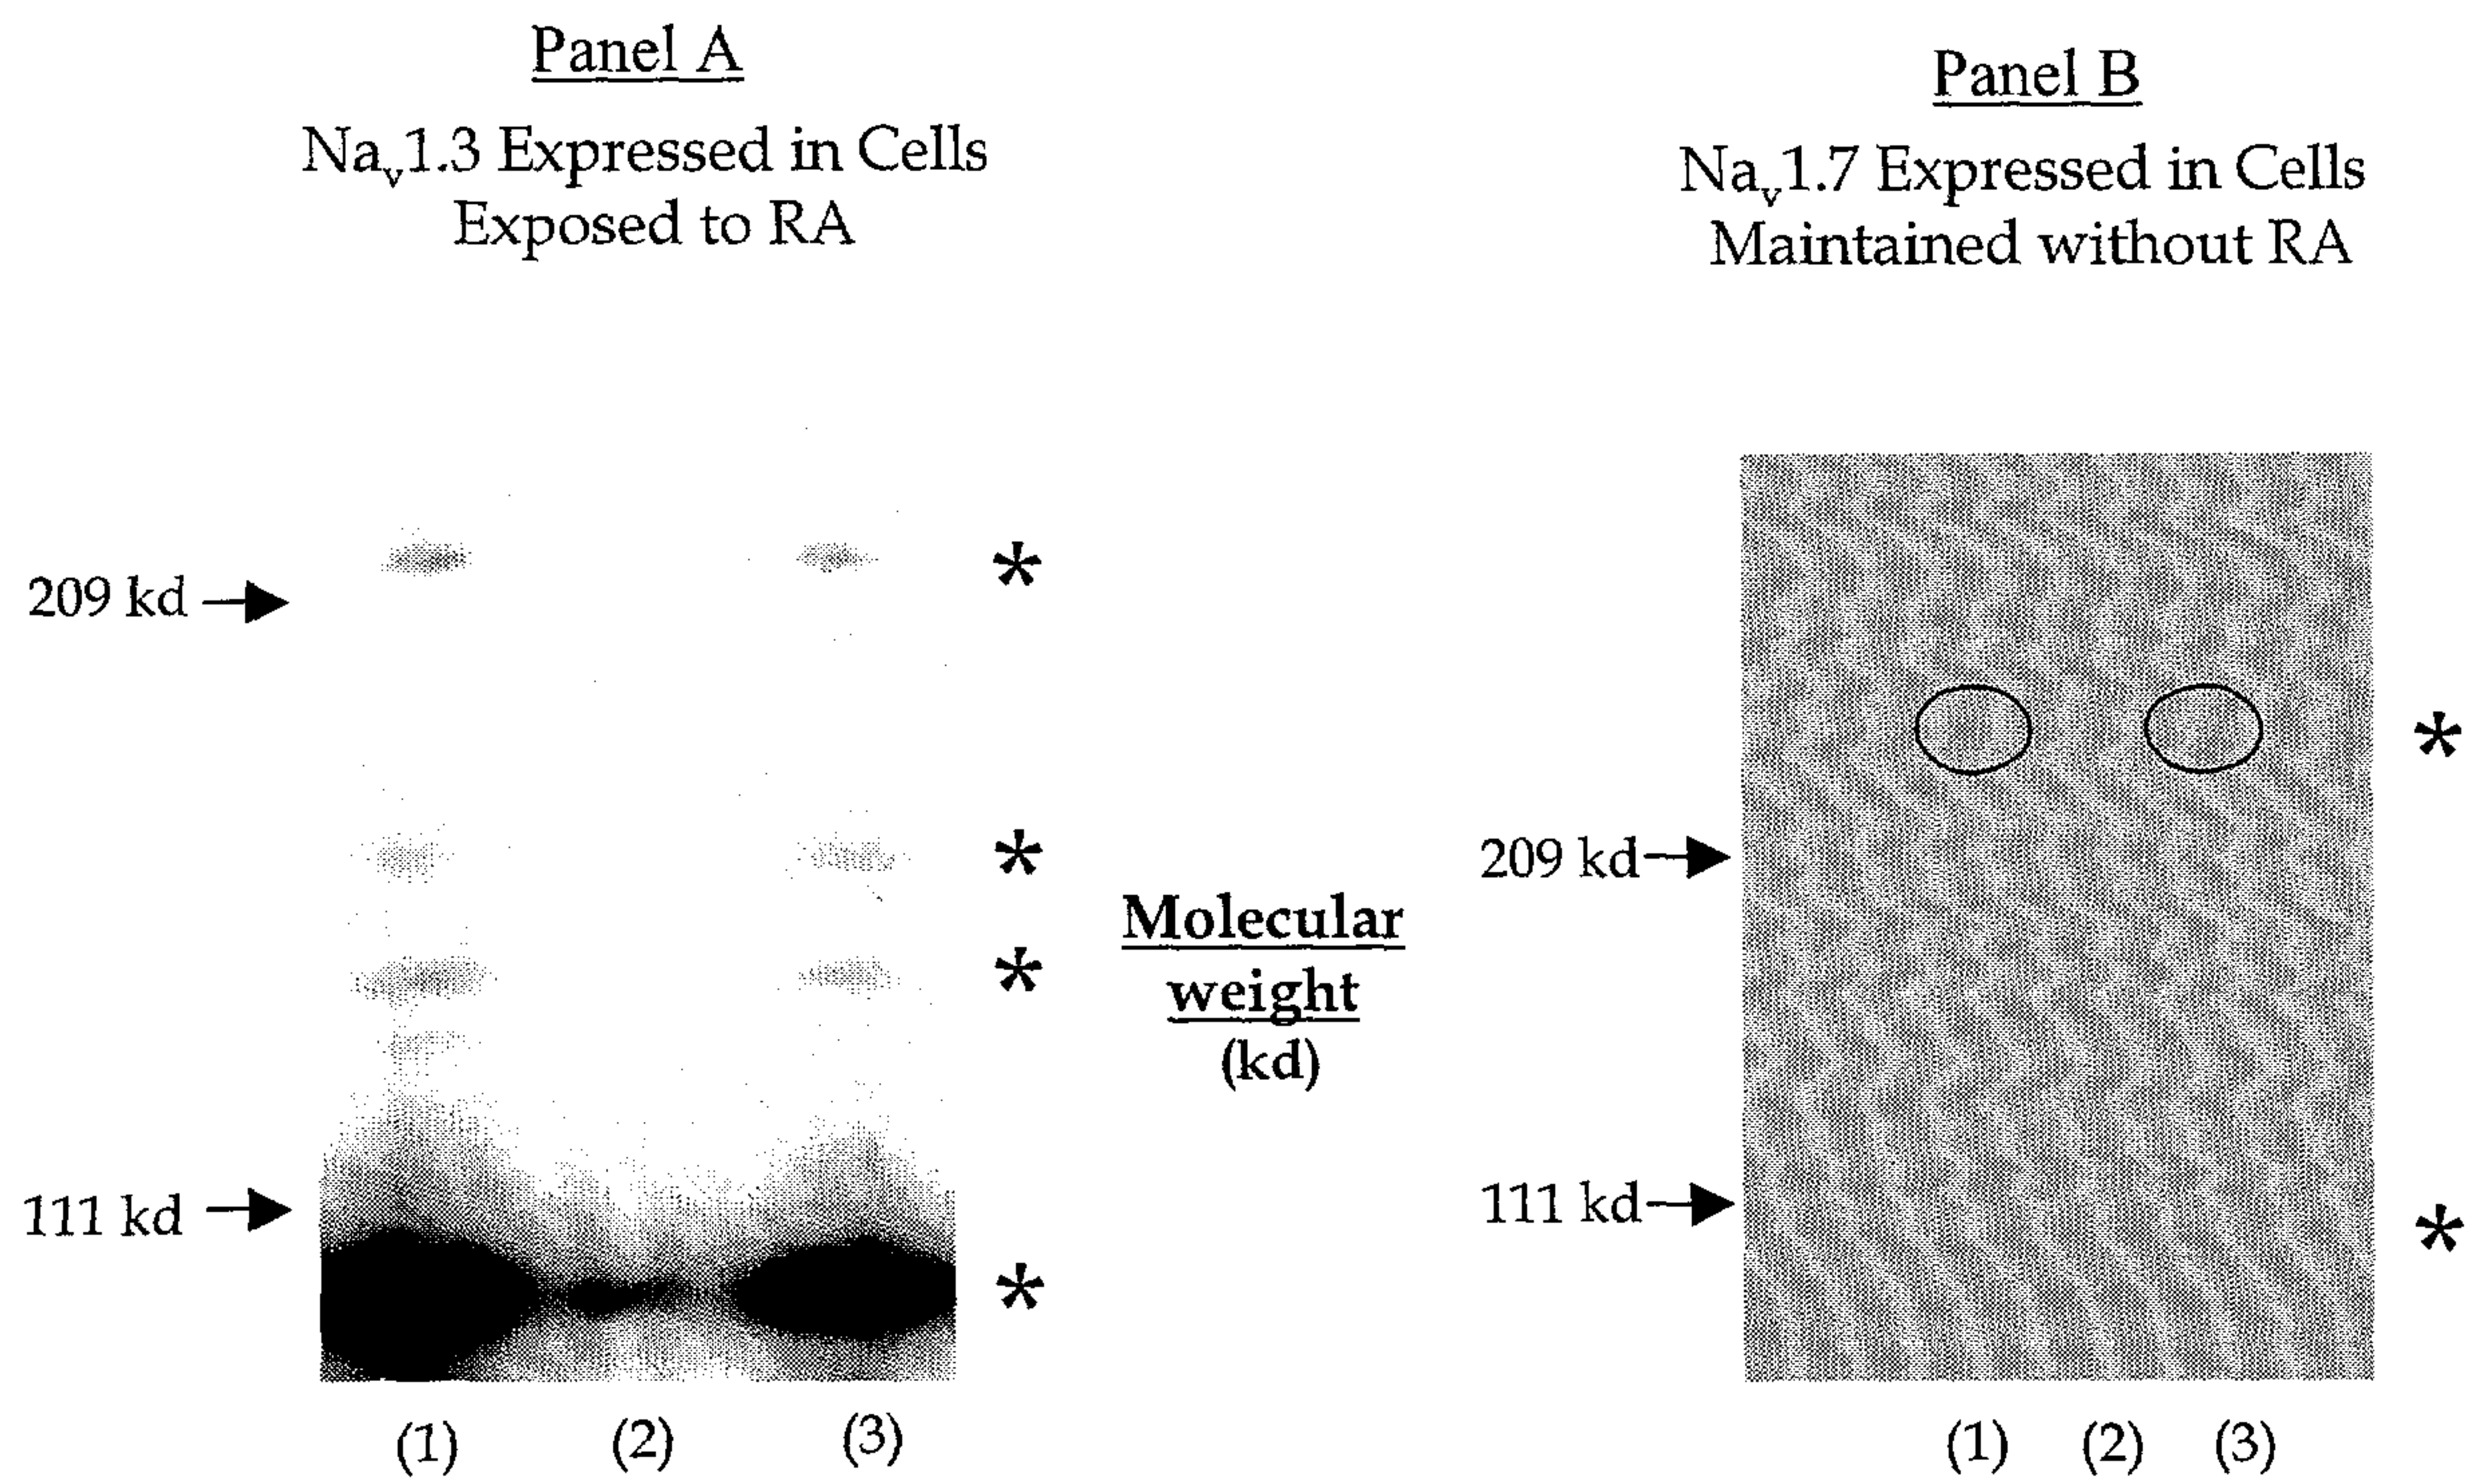 Panel A
Naᵥ1.3 Expressed in Cells
Exposed to RA
209 kd
*
*
*
111 kd
*
(1) (2) (3)
Molecular
weight
(kd)
Panel B
Naᵥ1.7 Expressed in Cells
Maintained without RA
*
209 kd
111 kd
*
(1) (2) (3)